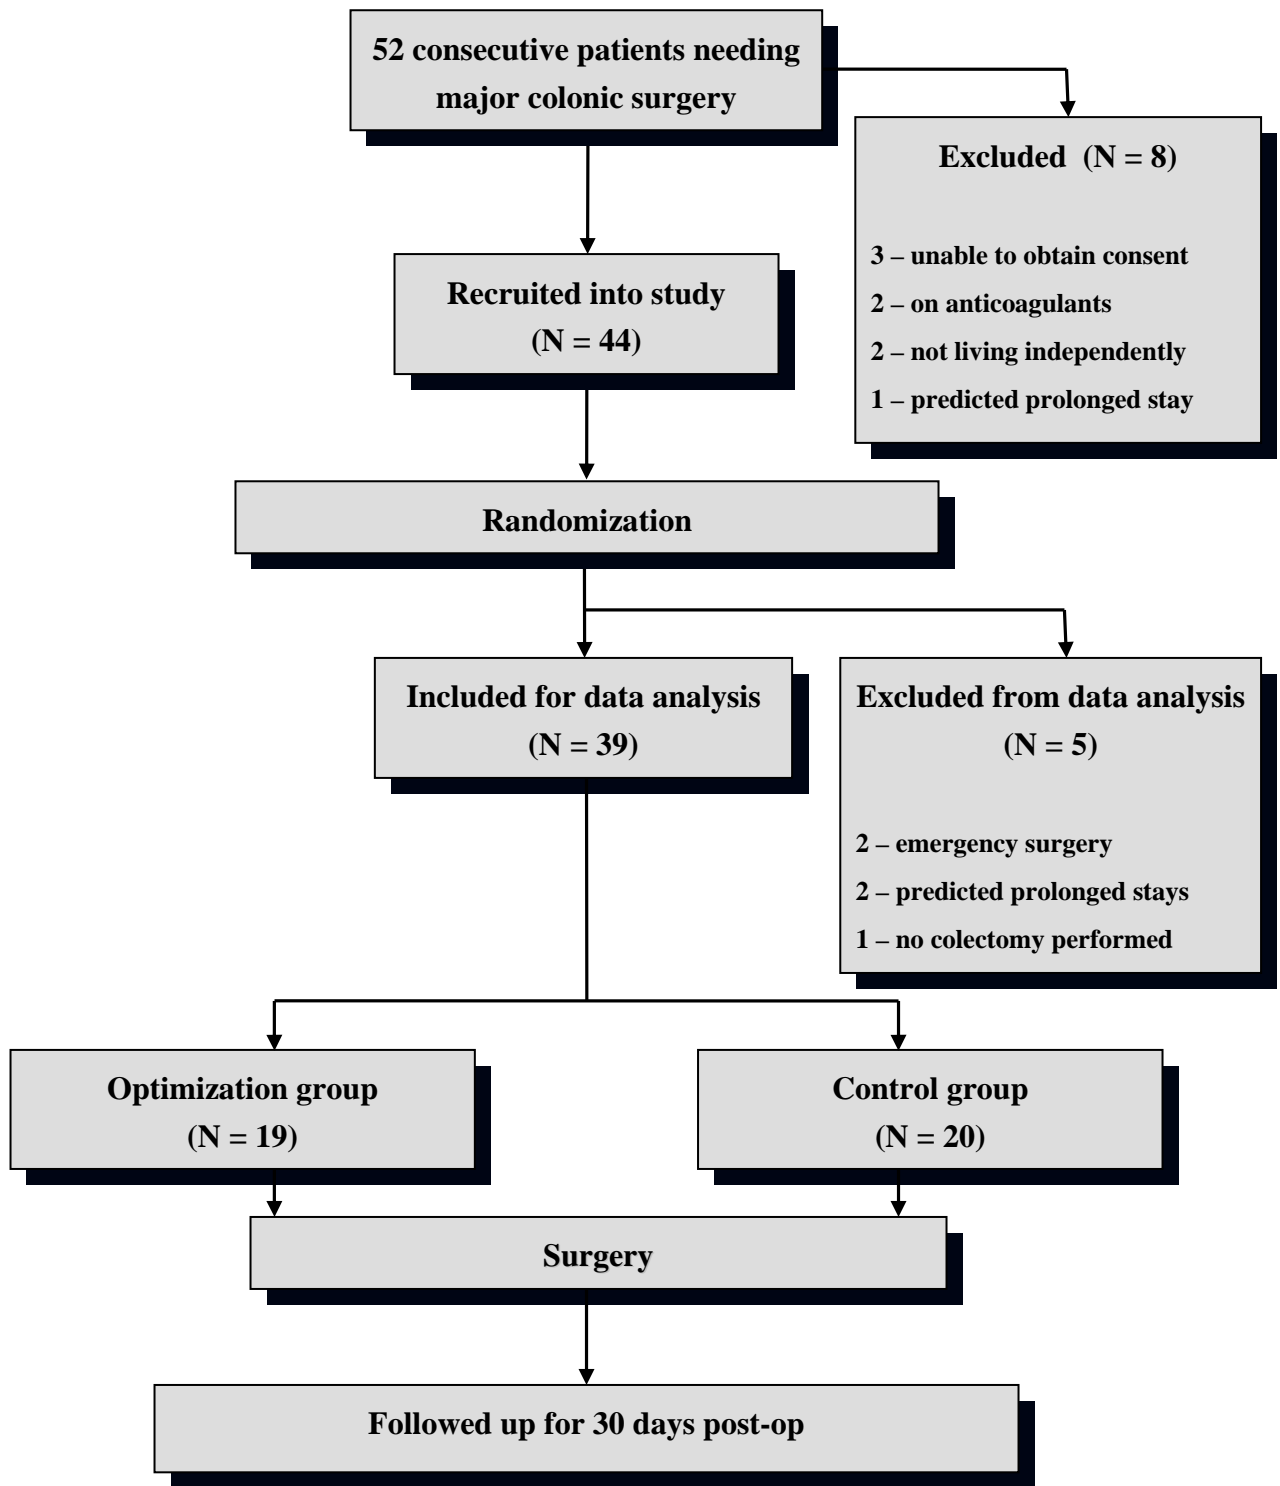 52 consecutive patients needing
major colonic surgery
Excluded (N = 8)
3 – unable to obtain consent
2 – on anticoagulants
2 – not living independently
1 – predicted prolonged stay
Recruited into study
(N = 44)
Randomization
Included for data analysis
(N = 39)
Excluded from data analysis
(N = 5)
2 – emergency surgery
2 – predicted prolonged stays
1 – no colectomy performed
Optimization group
(N = 19)
Control group
(N = 20)
Surgery
Followed up for 30 days post-op